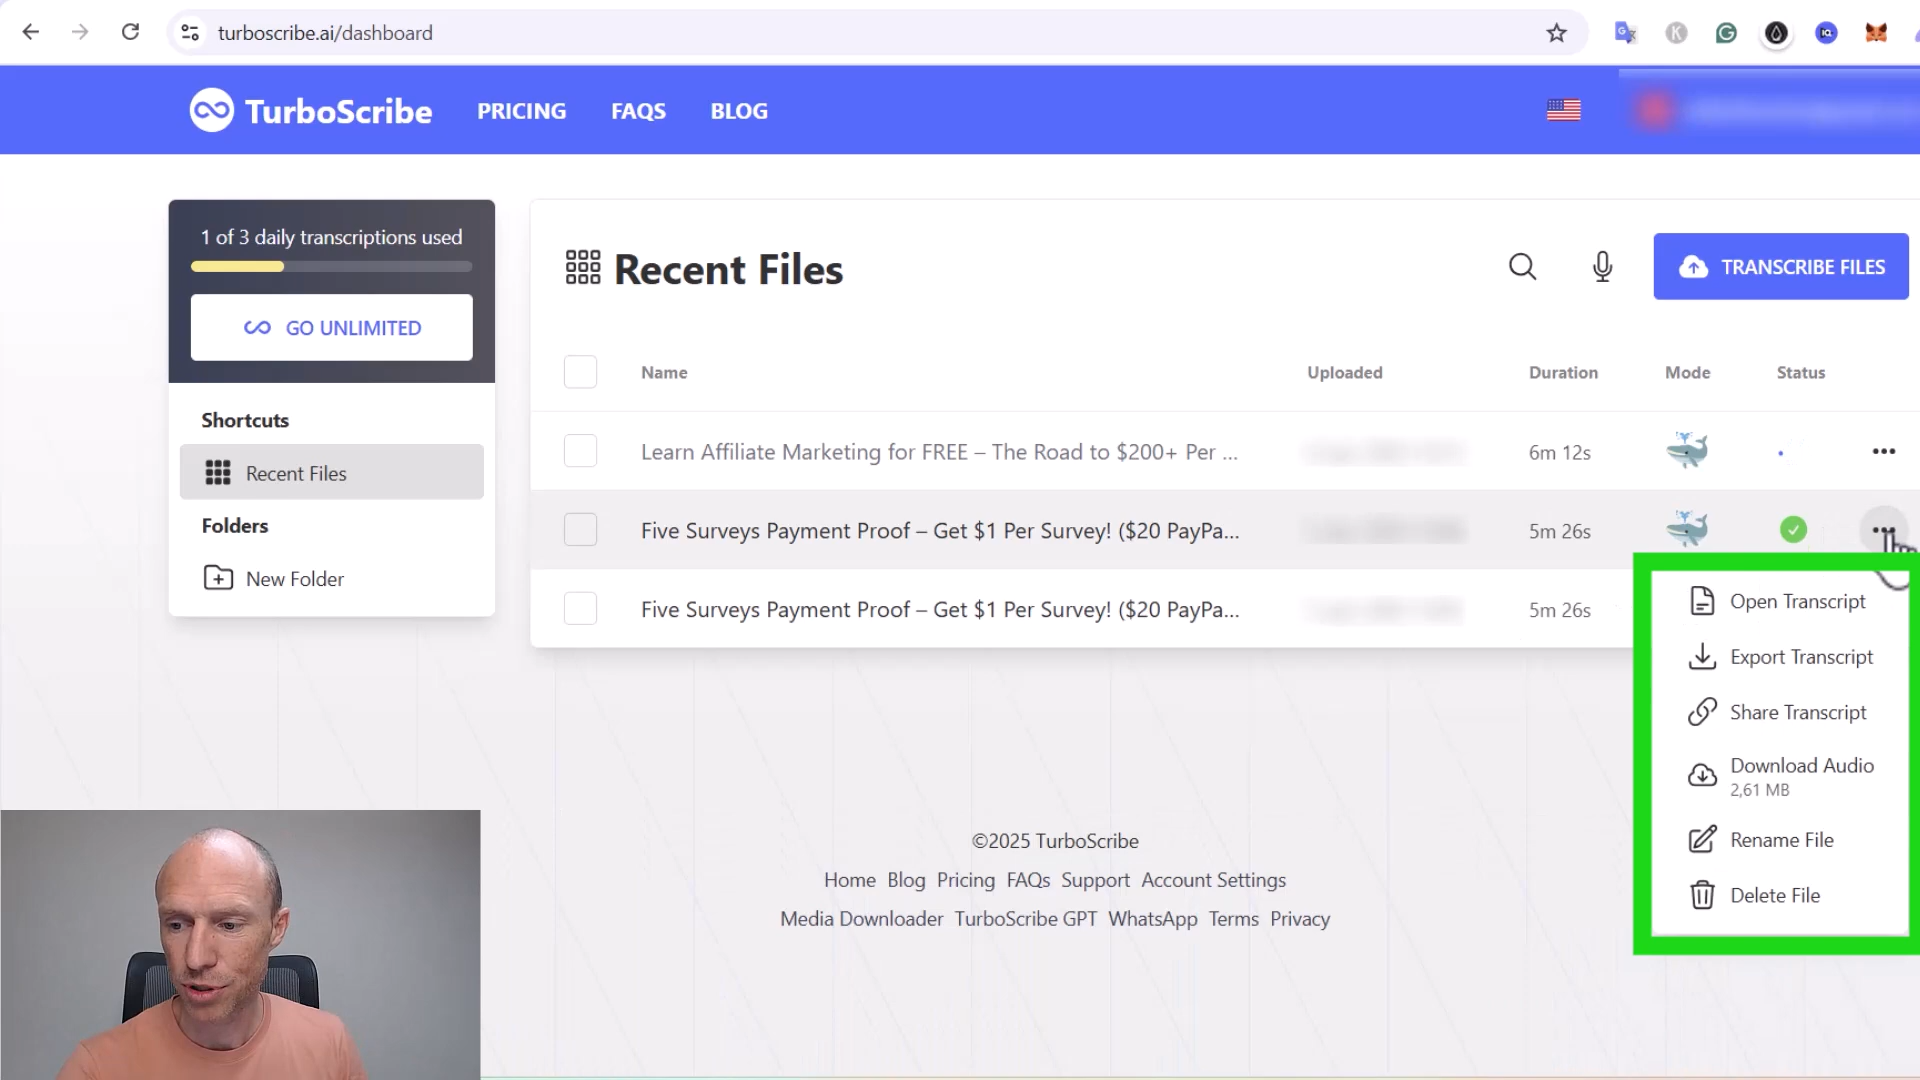 turboscribe.ai/dashboard
TurboScribe PRICING FAQS BLOG
1 of 3 daily transcriptions used
GO UNLIMITED
Shortcuts
Recent Files
Folders
New Folder
Recent Files
TRANSCRIBE FILES
Name Uploaded Duration Mode Status
Learn Affiliate Marketing for FREE – The Road to $200+ Per ... 6m 12s
Five Surveys Payment Proof – Get $1 Per Survey! ($20 PayPa... 5m 26s
Five Surveys Payment Proof – Get $1 Per Survey! ($20 PayPa... 5m 26s
Open Transcript
Export Transcript
Share Transcript
Download Audio
2,61 MB
Rename File
Delete File
©2025 TurboScribe
Home Blog Pricing FAQs Support Account Settings
Media Downloader TurboScribe GPT WhatsApp Terms Privacy